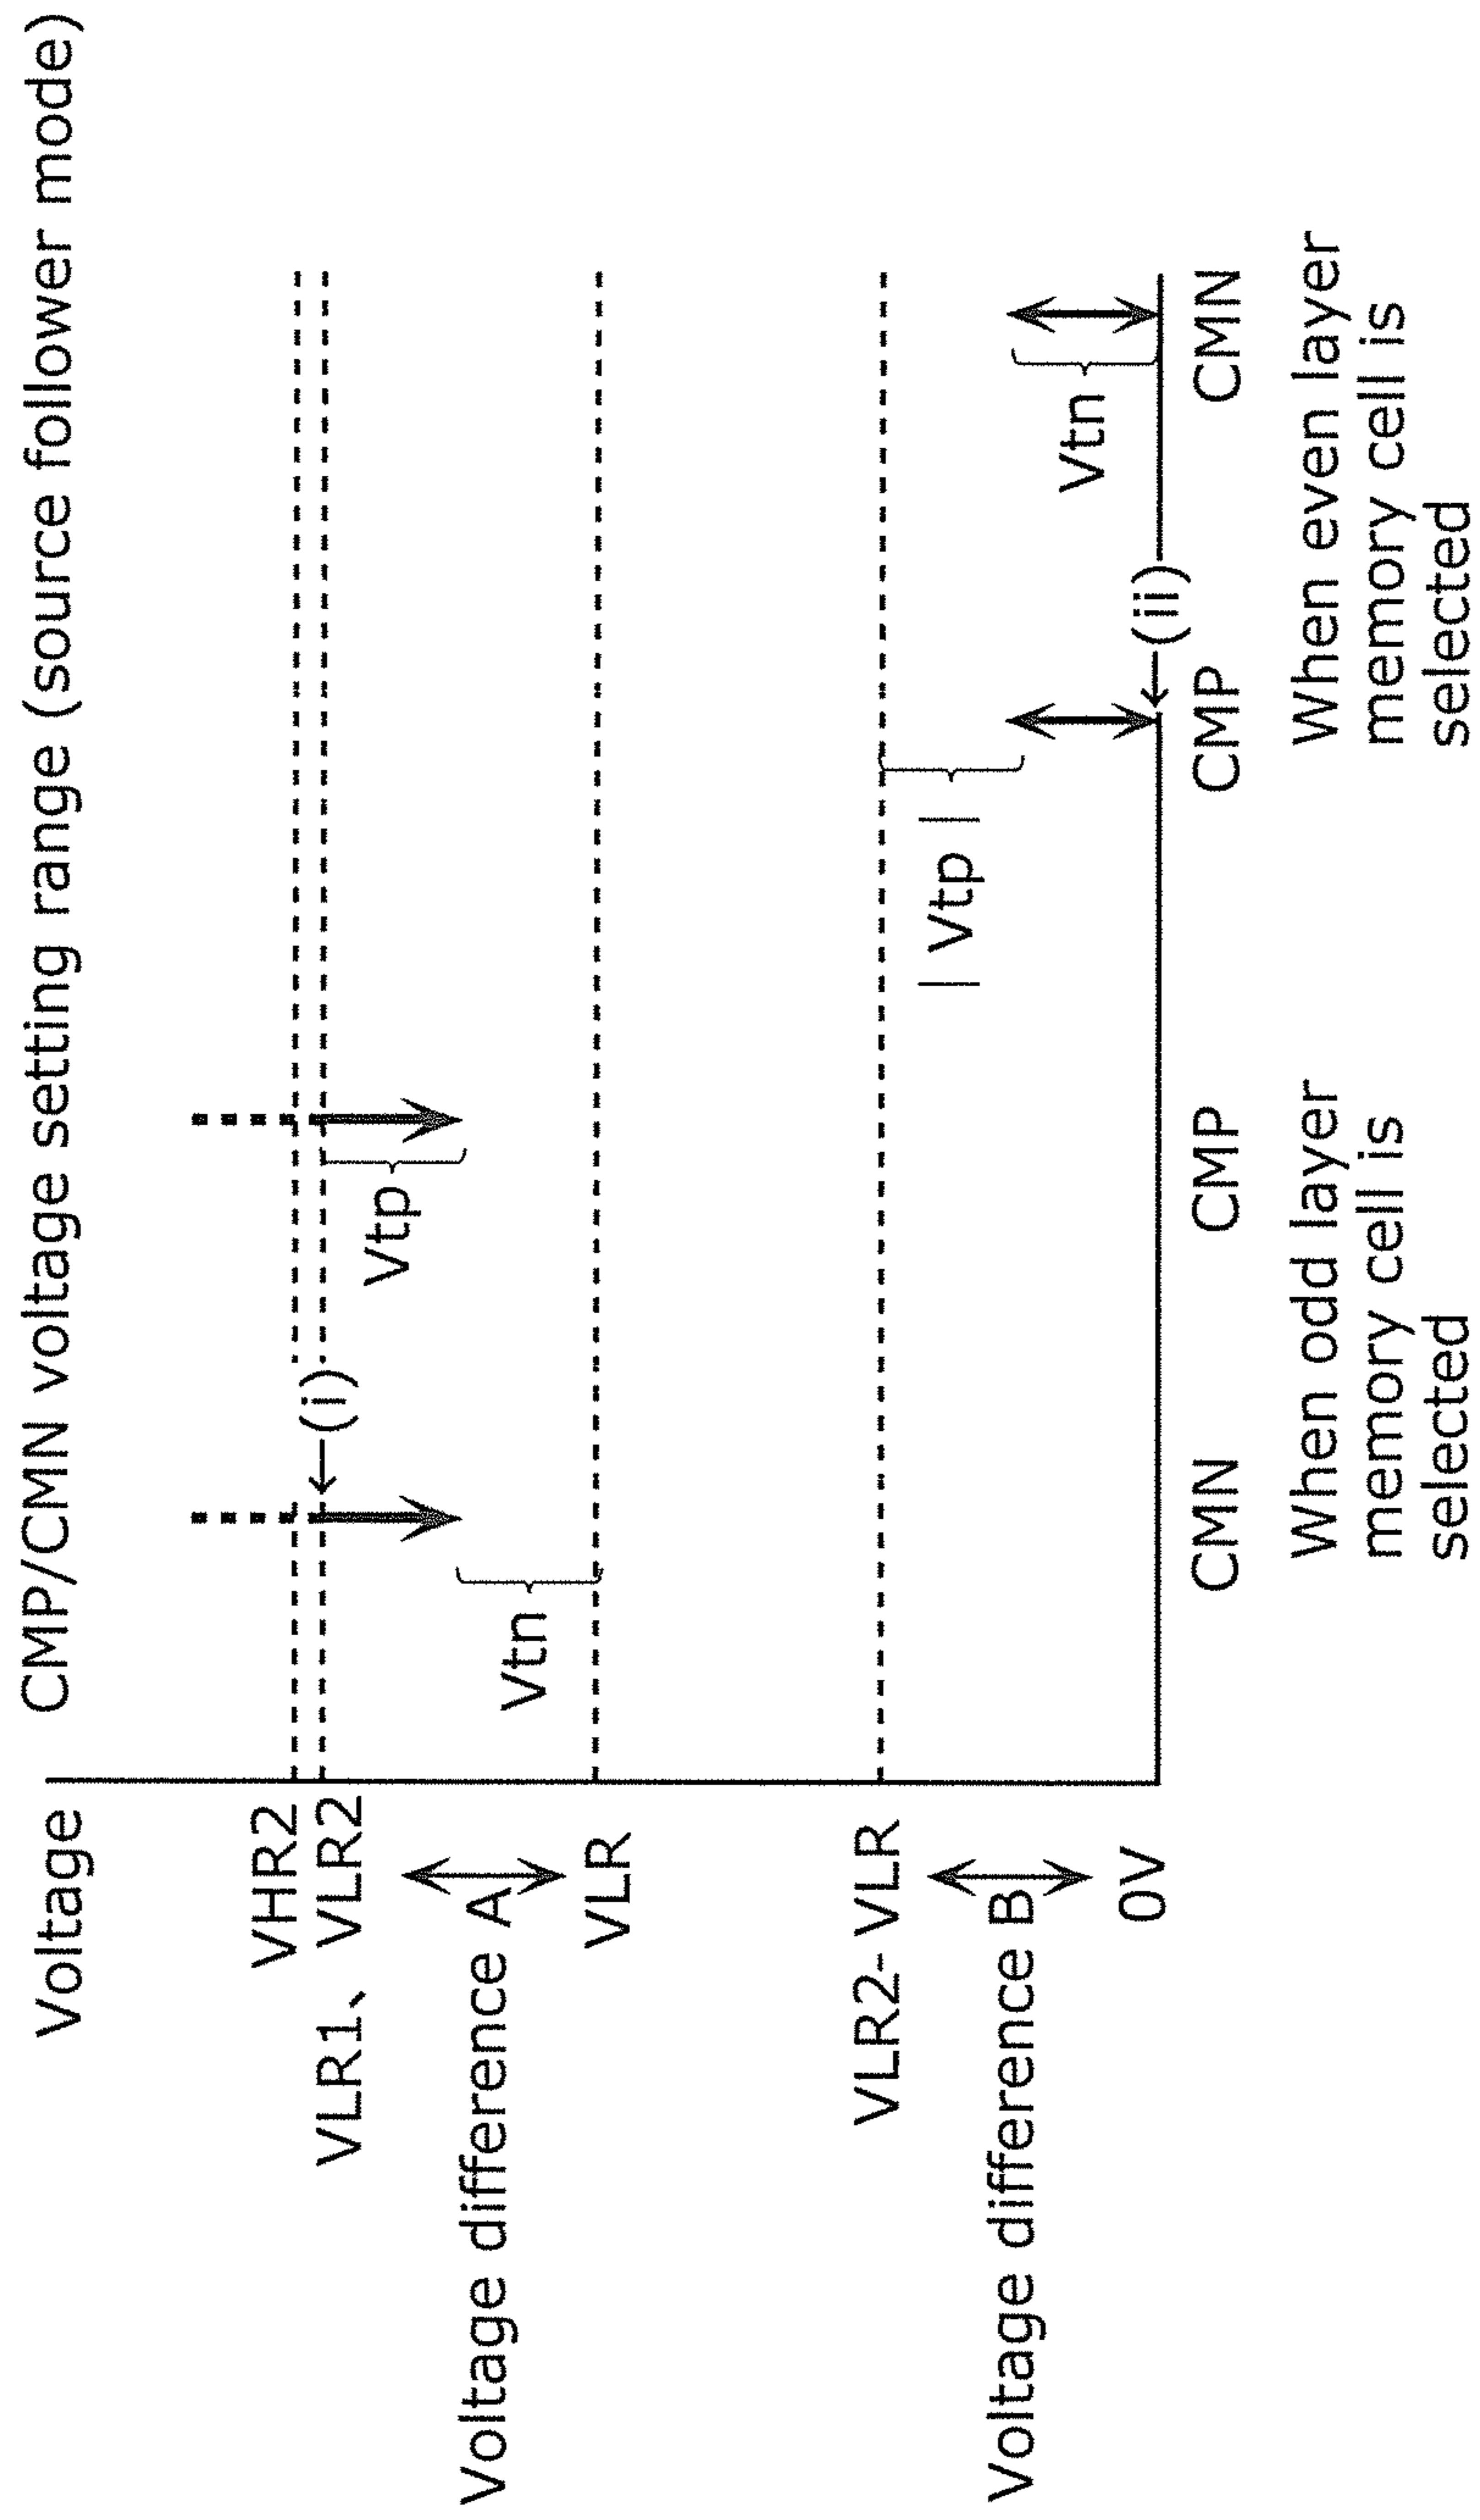 CMP/CMN voltage setting range (source follower mode)
Voltage
VHR2
VLR1、VLR2
Voltage difference A
VLR
VLR2-VLR
Voltage difference B
0V
(i)
Vtn
Vtp
| Vtp |
(ii)
Vtn
CMN
CMP
CMP
CMN
When odd layer
memory cell is
selected
When even layer
memory cell is
selected